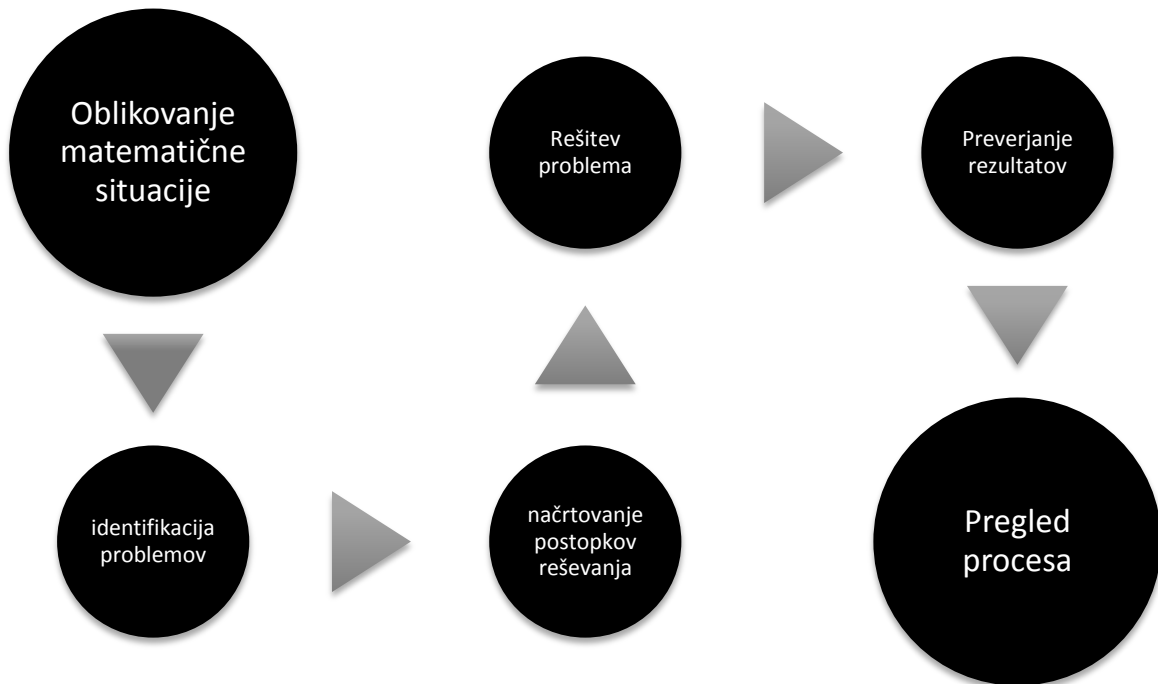 Oblikovanje
matematične
situacije
identifikacija
problemov
načrtovanje
postopkov
reševanja
Rešitev
problema
Preverjanje
rezultatov
Pregled
procesa